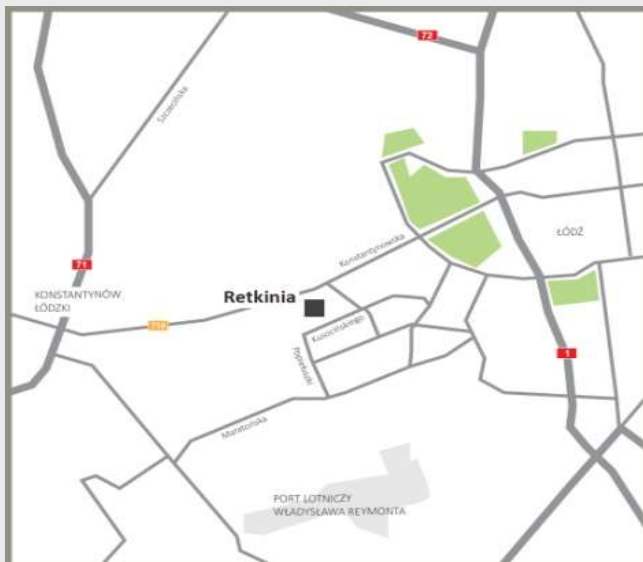 72
Szczecińska
Konstantynowska
ŁÓDŹ
71
KONSTANTYNÓW
ŁÓDZKI
Retkinia
710
Kusocińskiego
Popiełuszki
1
Maratońska
PORT LOTNICZY
WŁADYSŁAWA REYMONTA